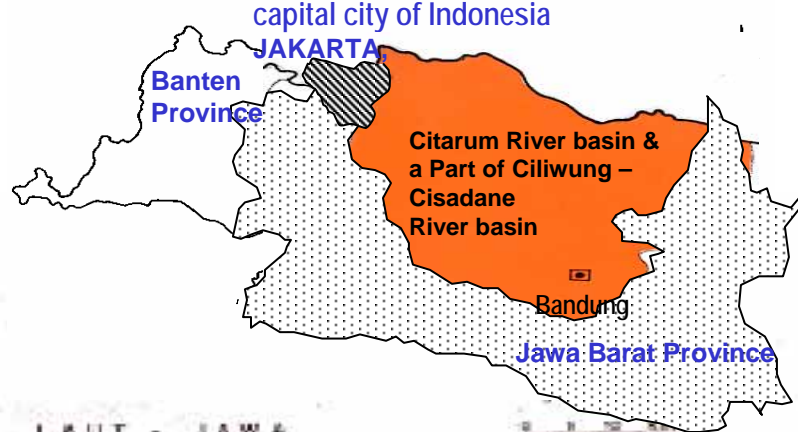 capital city of Indonesia
JAKARTA,
Banten
Province
Citarum River basin &
a Part of Ciliwung –
Cisadane
River basin
Bandung
Jawa Barat Province